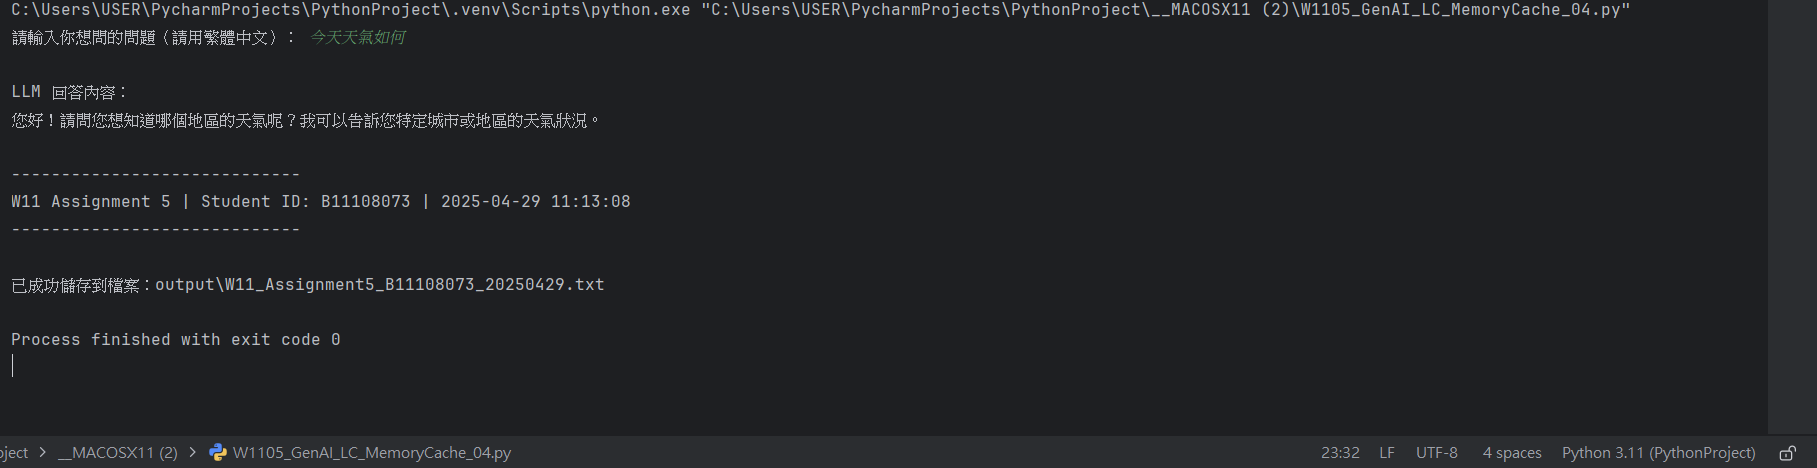 C:\Users\USER\PycharmProjects\PythonProject\.venv\Scripts\python.exe "C:\Users\USER\PycharmProjects\PythonProject\__MACOSX11 (2)\W1105_GenAI_LC_MemoryCache_04.py"
請輸入你想問的問題（請用繁體中文）： 今天天氣如何
LLM 回答內容：
您好！請問您想知道哪個地區的天氣呢？我可以告訴您特定城市或地區的天氣狀況。
-----------------------------
W11 Assignment 5 | Student ID: B11108073 | 2025-04-29 11:13:08
-----------------------------
已成功儲存到檔案：output\W11_Assignment5_B11108073_20250429.txt
Process finished with exit code 0
oject > __MACOSX11 (2) > W1105_GenAI_LC_MemoryCache_04.py 23:32 LF UTF-8 4 spaces Python 3.11 (PythonProject)